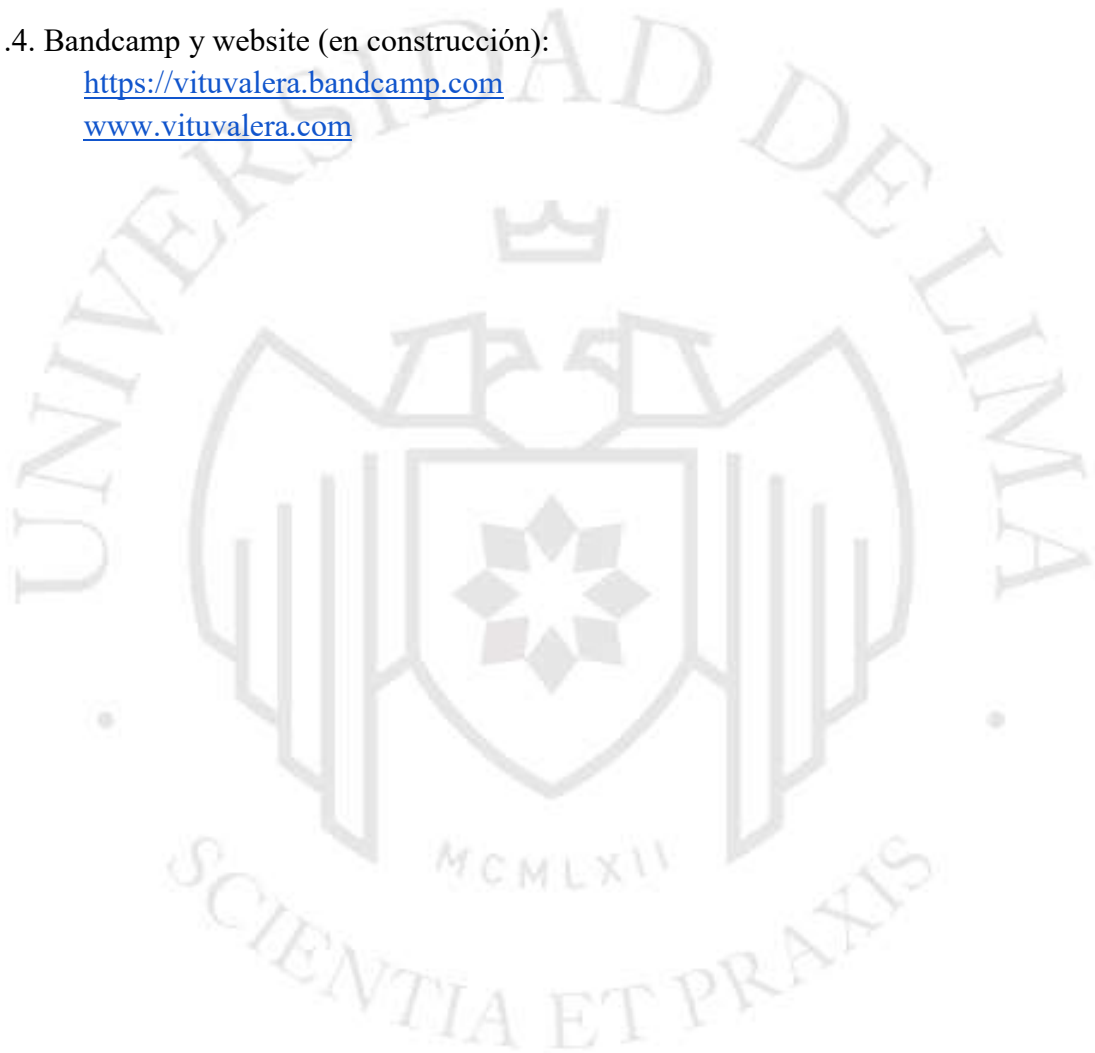 .4. Bandcamp y website (en construcción):
https://vituvalera.bandcamp.com
www.vituvalera.com
UNIVERSIDAD DE LIMA
MCMLXII
SCIENTIA ET PRAXIS